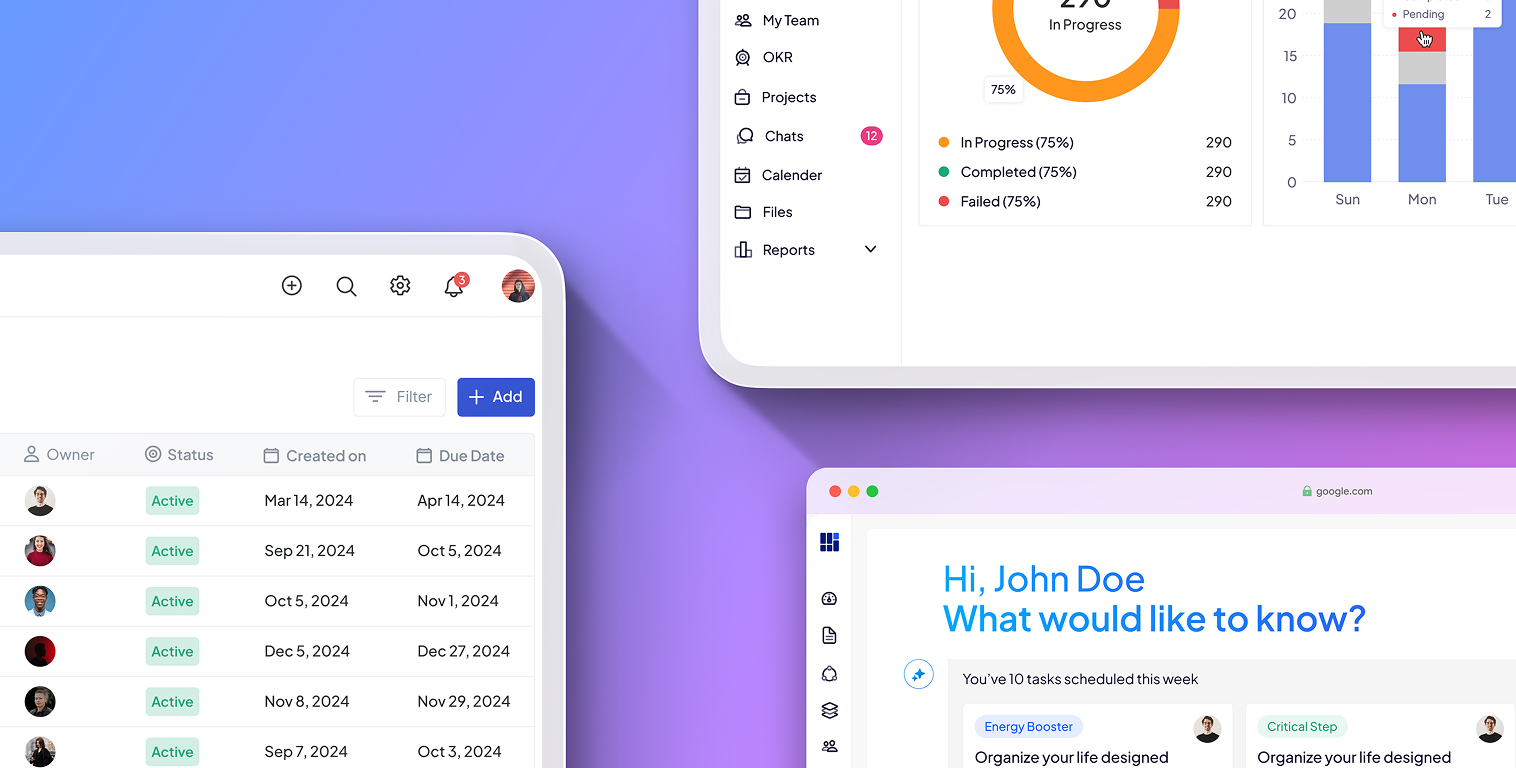 My Team
OKR
Projects
Chats 12
Calender
Files
Reports
290
In Progress
75%
In Progress (75%) 290
Completed (75%) 290
Failed (75%) 290
Pending 2
20
15
10
5
0
Sun Mon Tue
3
Filter
Add
Owner Status Created on Due Date
Active Mar 14, 2024 Apr 14, 2024
Active Sep 21, 2024 Oct 5, 2024
Active Oct 5, 2024 Nov 1, 2024
Active Dec 5, 2024 Dec 27, 2024
Active Nov 8, 2024 Nov 29, 2024
Active Sep 7, 2024 Oct 3, 2024
google.com
Hi, John Doe
What would like to know?
You've 10 tasks scheduled this week
Energy Booster
Organize your life designed
Critical Step
Organize your life designed